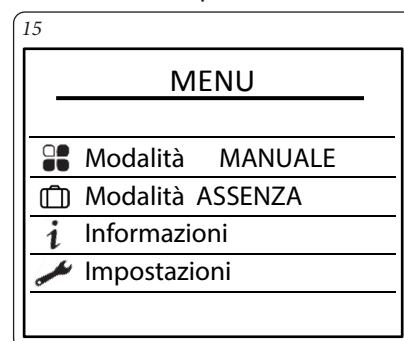 15
MENU
Modalità MANUALE
Modalità ASSENZA
Informazioni
Impostazioni